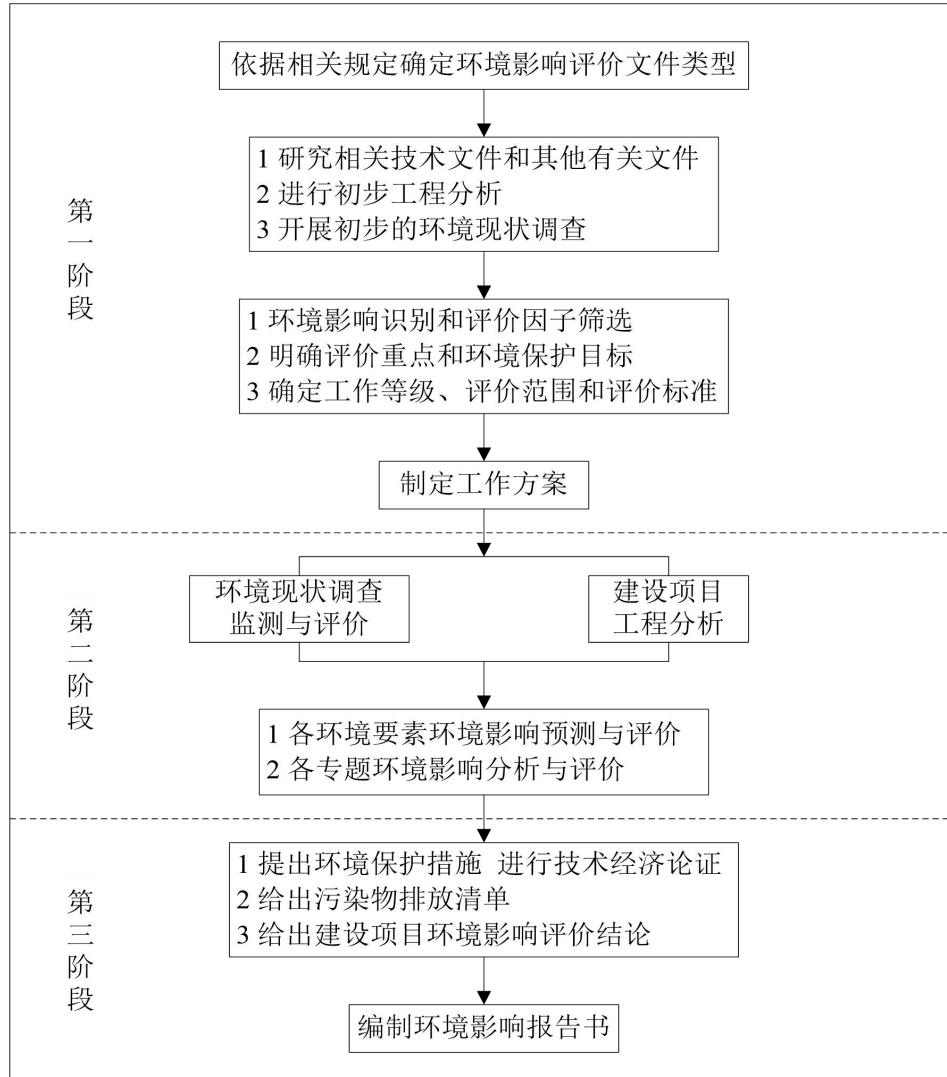 依据相关规定确定环境影响评价文件类型
1 研究相关技术文件和其他有关文件
2 进行初步工程分析
3 开展初步的环境现状调查
第一阶段
1 环境影响识别和评价因子筛选
2 明确评价重点和环境保护目标
3 确定工作等级、评价范围和评价标准
制定工作方案
第二阶段
环境现状调查
监测与评价
建设项目
工程分析
1 各环境要素环境影响预测与评价
2 各专题环境影响分析与评价
第三阶段
1 提出环境保护措施 进行技术经济论证
2 给出污染物排放清单
3 给出建设项目环境影响评价结论
编制环境影响报告书